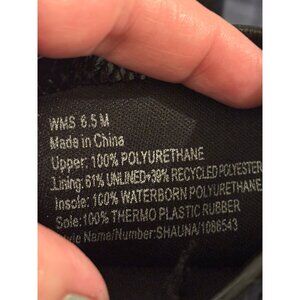 WMS 6.5 M
Made in China
Upper: 100% POLYURETHANE
Lining: 61% UNLINED+39% RECYCLED POLYESTER
Insole: 100% WATERBORN POLYURETHANE
Sole: 100% THERMO PLASTIC RUBBER
Name/Number: SHAUNA/1086543